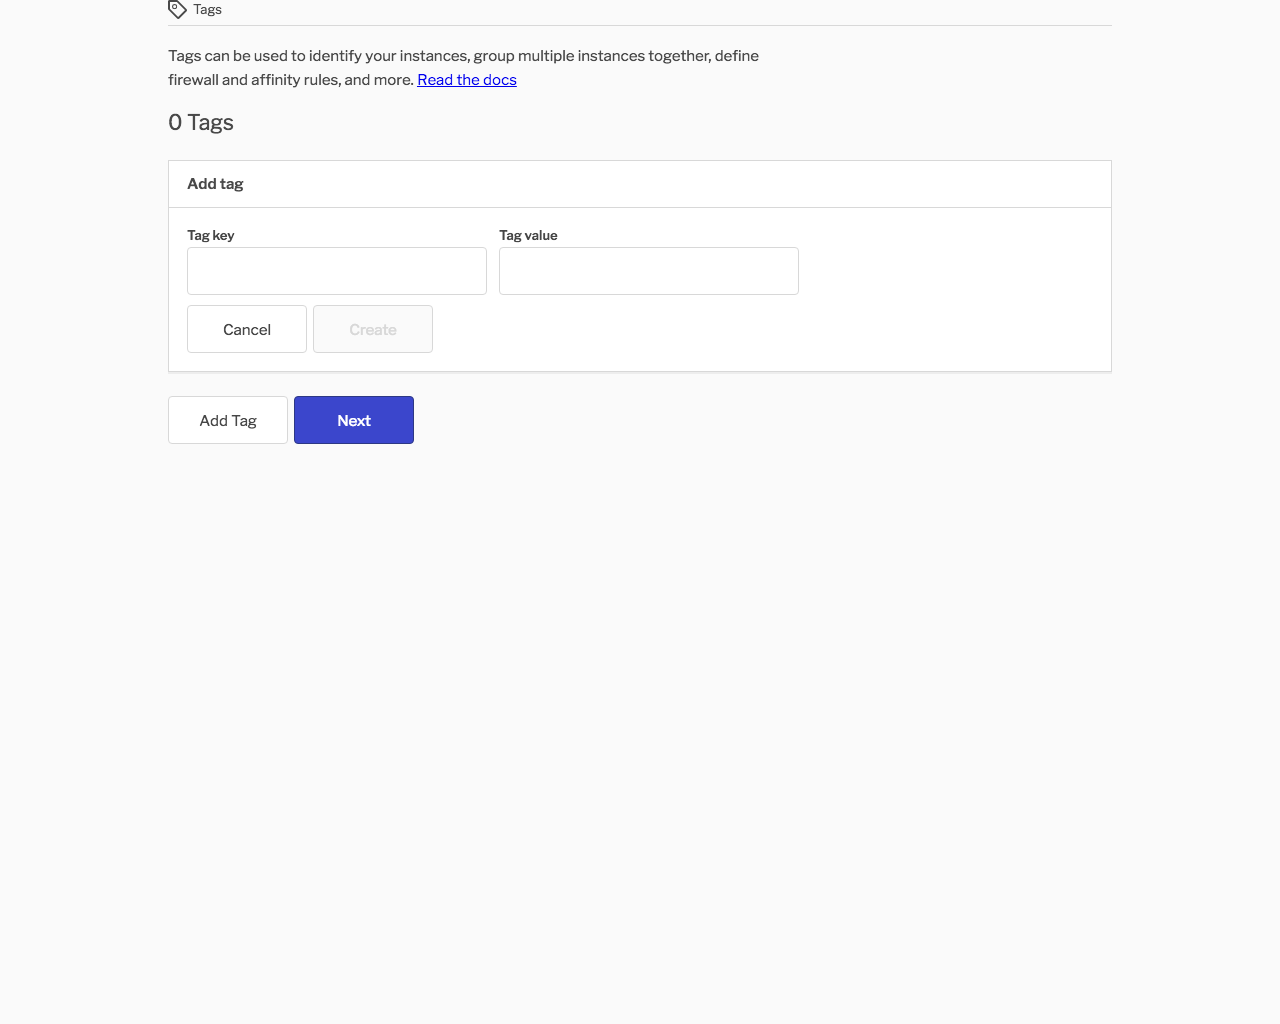 Tags
Tags can be used to identify your instances, group multiple instances together, define
firewall and affinity rules, and more. Read the docs
0 Tags
Add tag
Tag key Tag value
Cancel Create
Add Tag Next